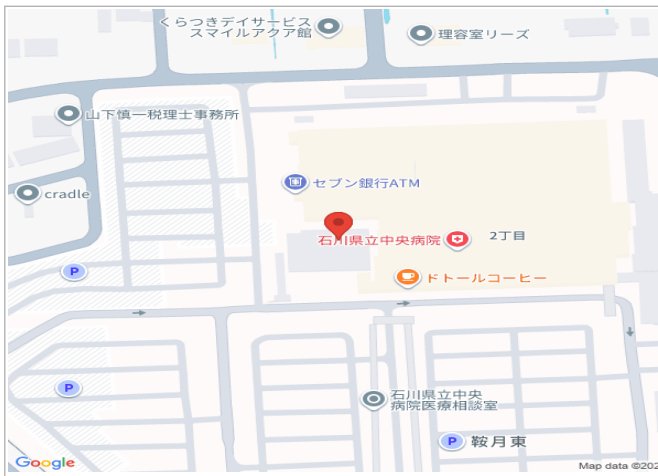 くらつきデイサービス
スマイルアクア館
理容室リーズ
山下慎一税理士事務所
セブン銀行ATM
cradle
石川県立中央病院
2丁目
P
ドトールコーヒー
P
石川県立中央
病院医療相談室
P 鞍月東
Google
Map data ©202